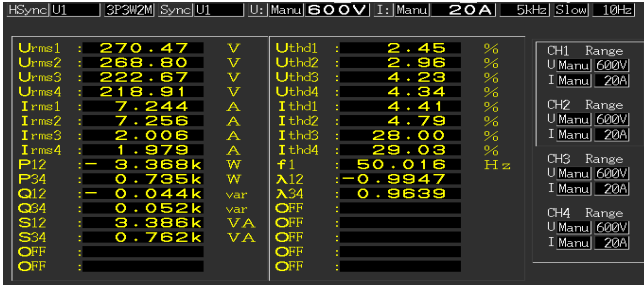 HSync U1 3P3W2M Sync U1 U: Manu 600V I: Manu 20A 5kHz Slow 10Hz
Urms1 : 270.47 V Uthd1 : 2.45 %
Urms2 : 268.80 V Uthd2 : 2.96 %
Urms3 : 222.67 V Uthd3 : 4.23 %
Urms4 : 218.91 V Uthd4 : 4.34 %
Irms1 : 7.244 A Ithd1 : 4.41 %
Irms2 : 7.256 A Ithd2 : 4.79 %
Irms3 : 2.006 A Ithd3 : 28.00 %
Irms4 : 1.979 A Ithd4 : 29.03 %
P12 :- 3.368k W f1 : 50.016 Hz
P34 : 0.735k W λ12 :-0.9947
Q12 :- 0.044k var λ34 : 0.9639
Q34 : 0.052k var OFF :
S12 : 3.386k VA OFF :
S34 : 0.762k VA OFF :
OFF : OFF :
OFF : OFF :
CH1 Range
U Manu 600V
I Manu 20A
CH2 Range
U Manu 600V
I Manu 20A
CH3 Range
U Manu 600V
I Manu 20A
CH4 Range
U Manu 600V
I Manu 20A